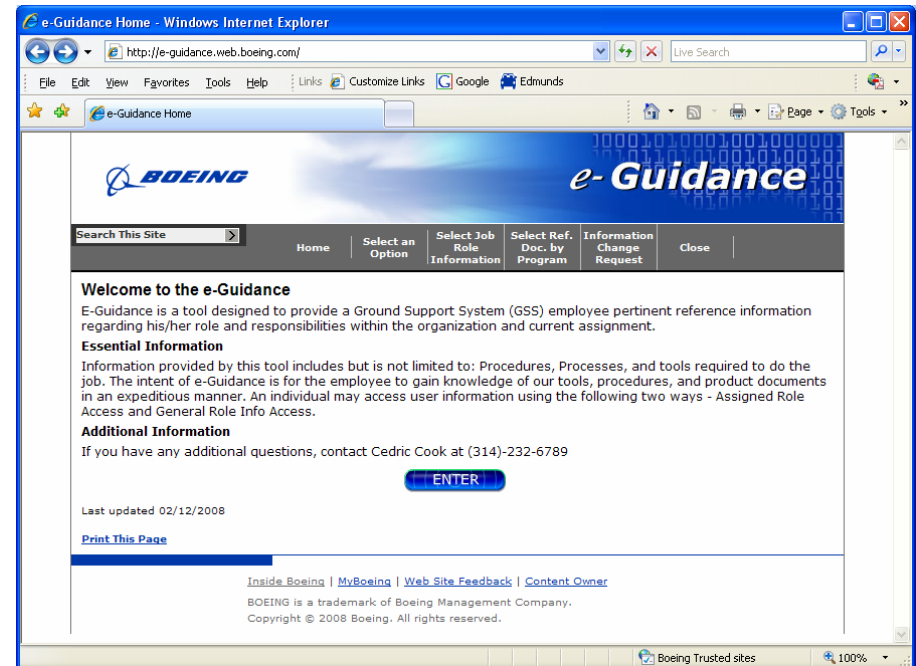 e-Guidance Home - Windows Internet Explorer
http://e-guidance.web.boeing.com/
Live Search
File Edit View Favorites Tools Help Links Customize Links Google Edmunds
e-Guidance Home
Page Tools »
BOEING
e-Guidance
Search This Site
Home
Select an
Option
Select Job
Role
Information
Select Ref.
Doc. by
Program
Information
Change
Request
Close
Welcome to the e-Guidance
E-Guidance is a tool designed to provide a Ground Support System (GSS) employee pertinent reference information
regarding his/her role and responsibilities within the organization and current assignment.
Essential Information
Information provided by this tool includes but is not limited to: Procedures, Processes, and tools required to do the
job. The intent of e-Guidance is for the employee to gain knowledge of our tools, procedures, and product documents
in an expeditious manner. An individual may access user information using the following two ways - Assigned Role
Access and General Role Info Access.
Additional Information
If you have any additional questions, contact Cedric Cook at (314)-232-6789
ENTER
Last updated 02/12/2008
Print This Page
Inside Boeing | MyBoeing | Web Site Feedback | Content Owner
BOEING is a trademark of Boeing Management Company.
Copyright © 2008 Boeing. All rights reserved.
Boeing Trusted sites
100%